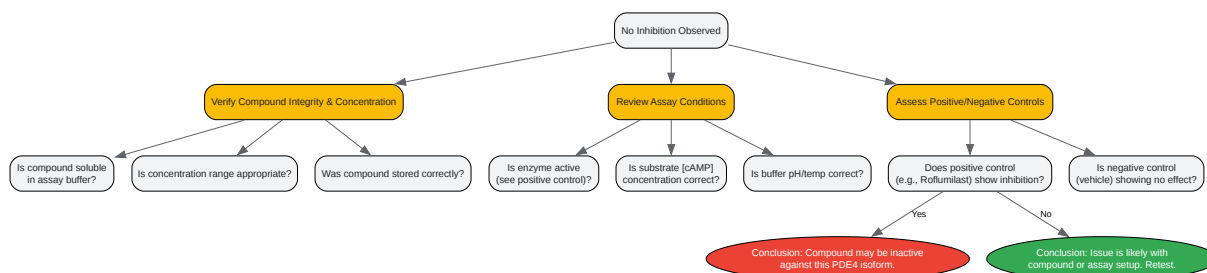 No Inhibition Observed
Verify Compound Integrity & Concentration
Review Assay Conditions
Assess Positive/Negative Controls
Is compound soluble
in assay buffer?
Is concentration range appropriate?
Was compound stored correctly?
Is enzyme active
(see positive control)?
Is substrate [cAMP]
concentration correct?
Is buffer pH/temp correct?
Does positive control
(e.g., Roflumilast) show inhibition?
Is negative control
(vehicle) showing no effect?
Yes
No
Conclusion: Compound may be inactive
against this PDE4 isoform.
Conclusion: Issue is likely with
compound or assay setup. Retest.